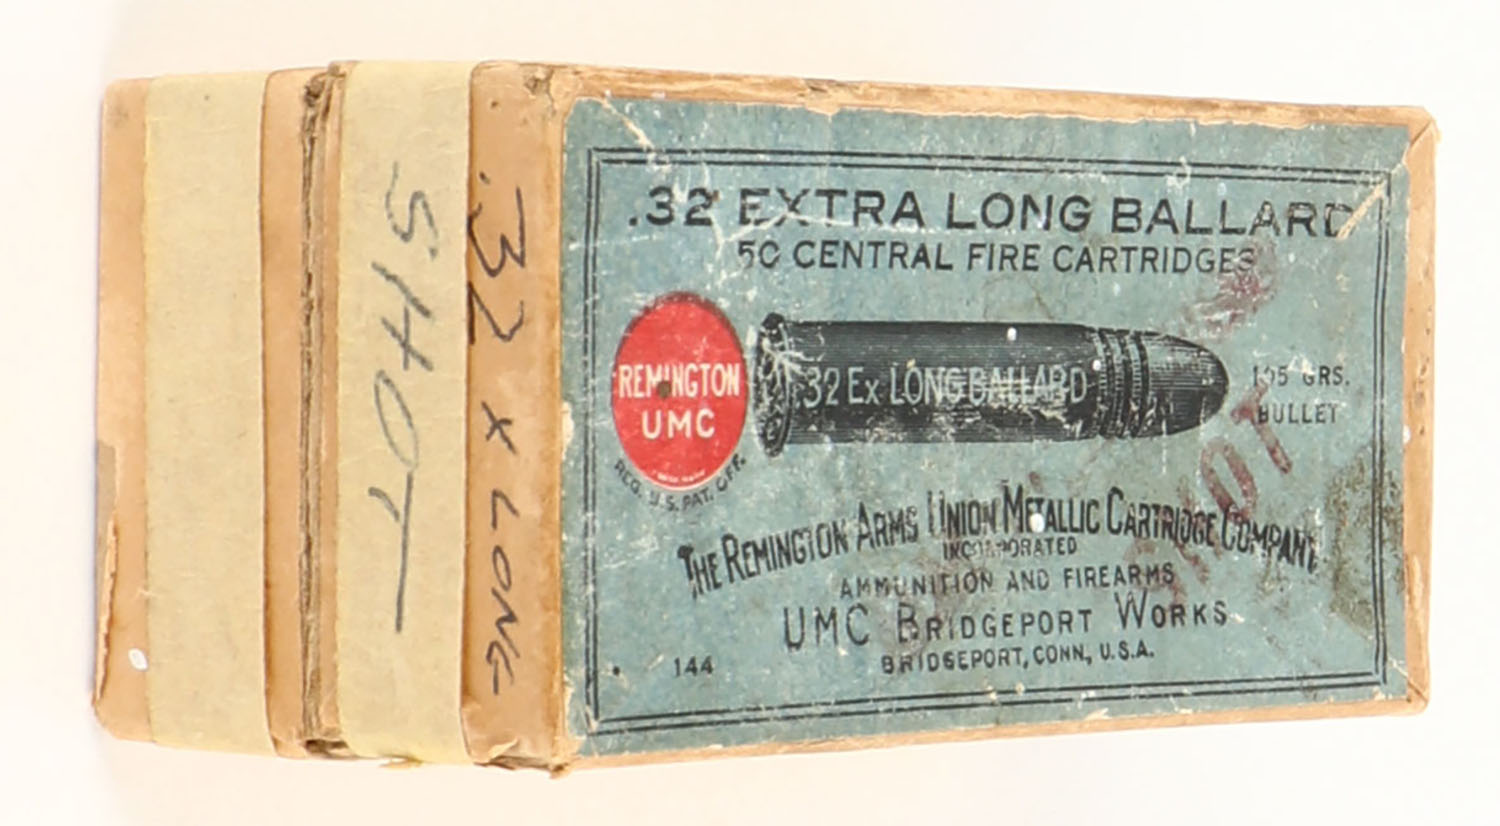 .32 EXTRA LONG BALLARD
50 CENTRAL FIRE CARTRIDGES
REMINGTON
UMC
REG. U.S. PAT. OFF.
.32 Ex LONG BALLARD
105 GRS.
BULLET
THE REMINGTON ARMS UNION METALLIC CARTRIDGE COMPANY
INCORPORATED
AMMUNITION AND FIREARMS
UMC BRIDGEPORT WORKS
BRIDGEPORT, CONN, U.S.A.
144
.32 X LONG
SHOT